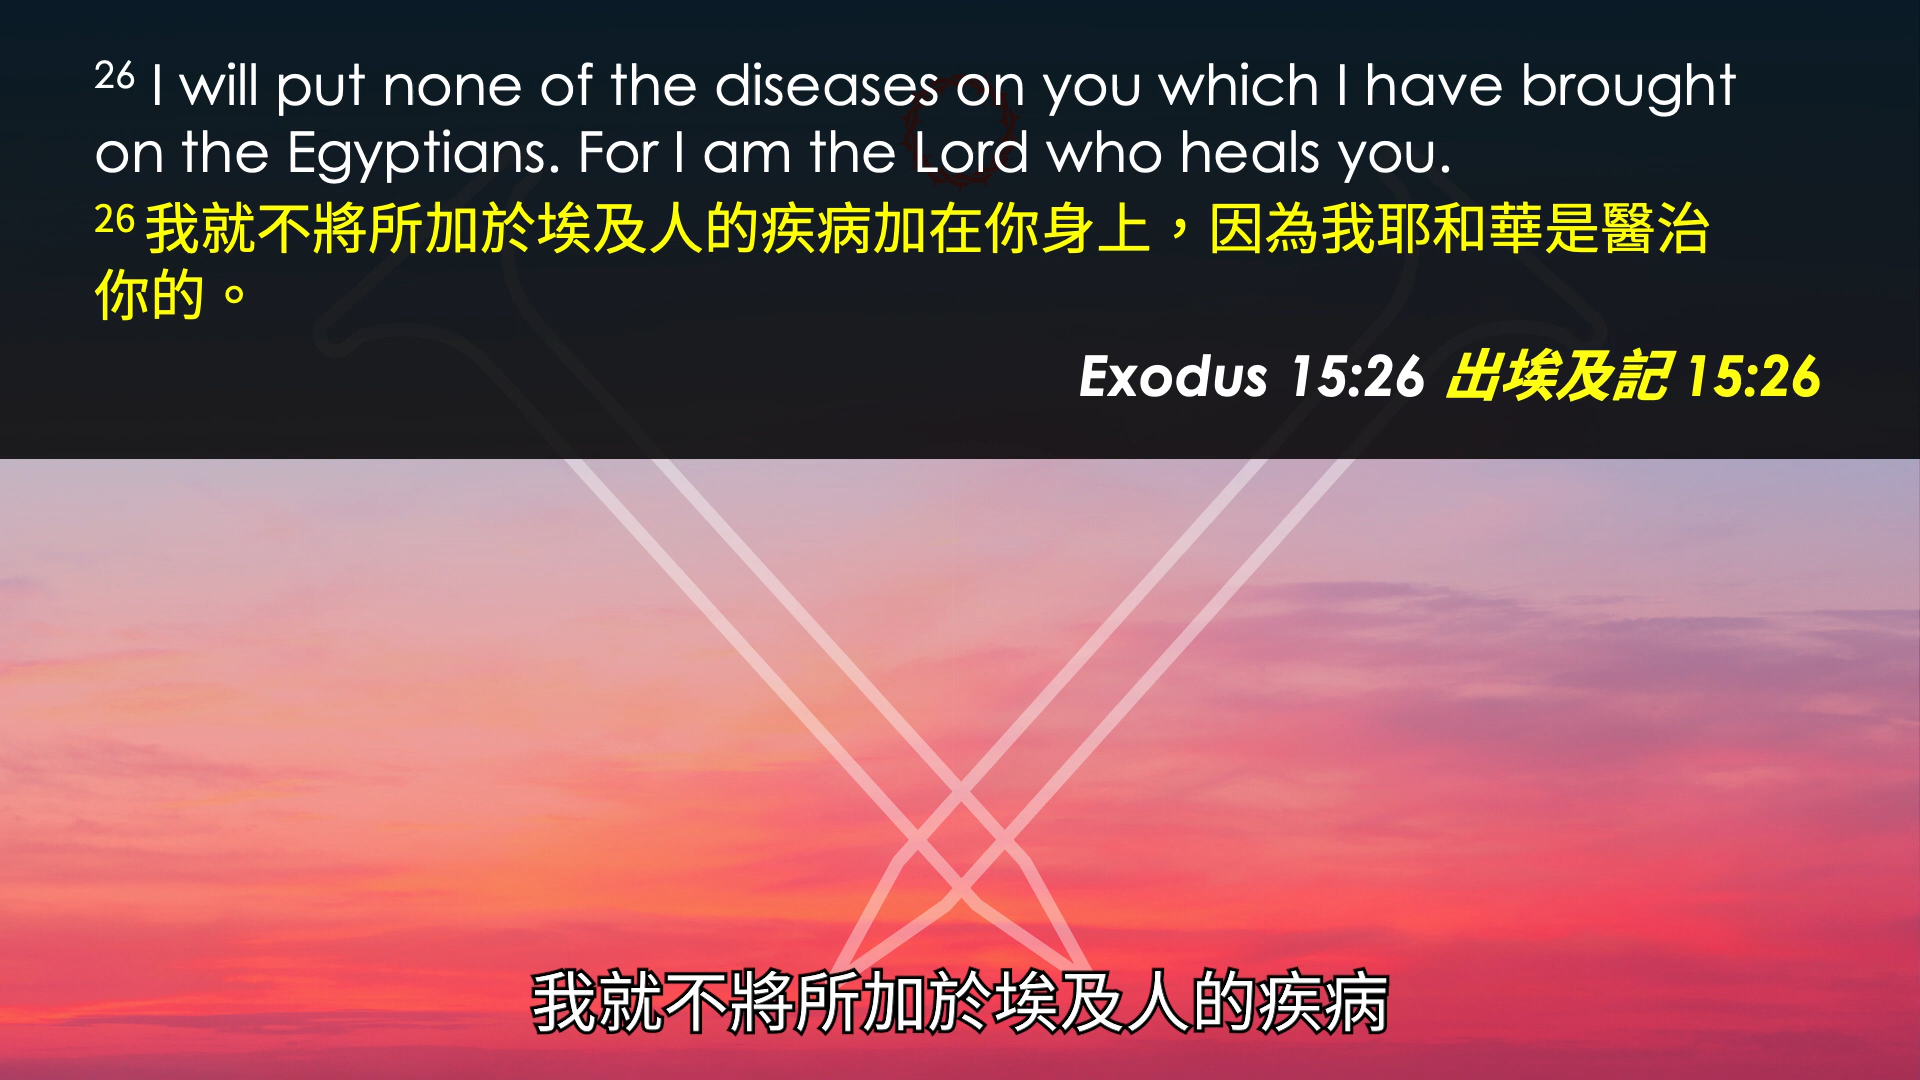 26 I will put none of the diseases on you which I have brought
on the Egyptians. For I am the Lord who heals you.
26 我就不將所加於埃及人的疾病加在你身上，因為我耶和華是醫治
你的。
Exodus 15:26 出埃及記 15:26
我就不將所加於埃及人的疾病